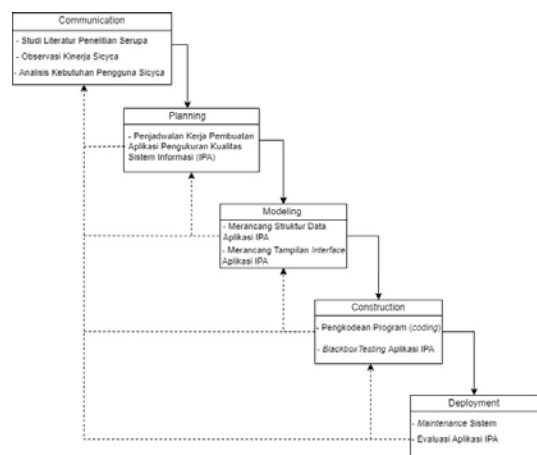 Communication
- Studi Literatur Penelitian Serupa
- Observasi Kinerja Sicyca
- Analisis Kebutuhan Pengguna Sicyca
Planning
- Penjadwalan Kerja Pembuatan
Aplikasi Pengukuran Kualitas
Sistem Informasi (IPA)
Modeling
- Merancang Struktur Data
Aplikasi IPA
- Merancang Tampilan Interface
Aplikasi IPA
Construction
- Pengkodean Program (coding)
- BlackboxTesting Aplikasi IPA
Deployment
- Maintenance Sistem
- Evaluasi Aplikasi IPA